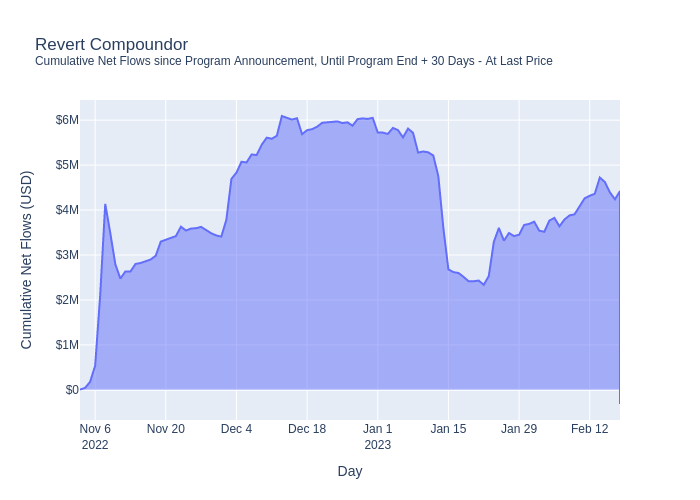 Revert Compoundor
Cumulative Net Flows since Program Announcement, Until Program End + 30 Days - At Last Price
Cumulative Net Flows (USD)
$6M
$5M
$4M
$3M
$2M
$1M
$0
Nov 6
2022
Nov 20
Dec 4
Dec 18
Jan 1
2023
Jan 15
Jan 29
Feb 12
Day